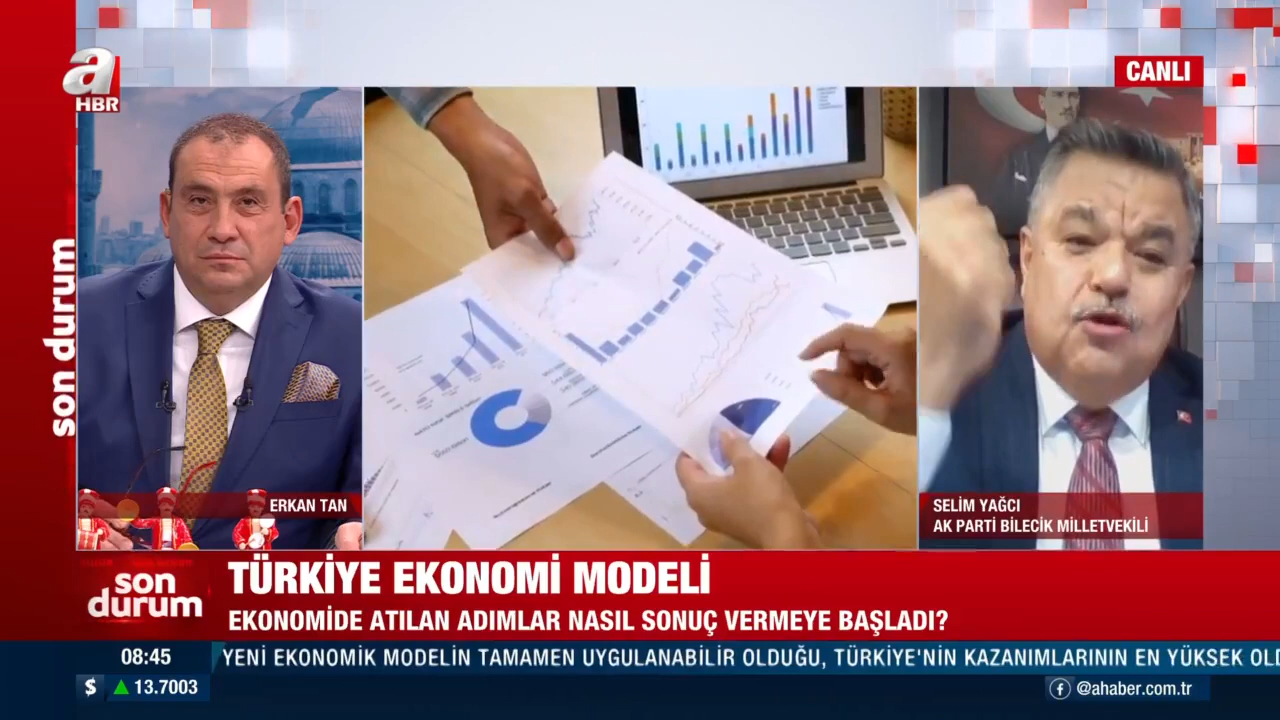 a
HBR
CANLI
son durum
ERKAN TAN
SELİM YAĞCI
AK PARTİ BİLECİK MİLLETVEKİLİ
son
durum
TÜRKİYE EKONOMİ MODELİ
EKONOMİDE ATILAN ADIMLAR NASIL SONUÇ VERMEYE BAŞLADI?
08:45
YENİ EKONOMİK MODELİN TAMAMEN UYGULANABİLİR OLDUĞU, TÜRKİYE'NİN KAZANIMLARININ EN YÜKSEK OLD
$ 13.7003
@ahaber.com.tr